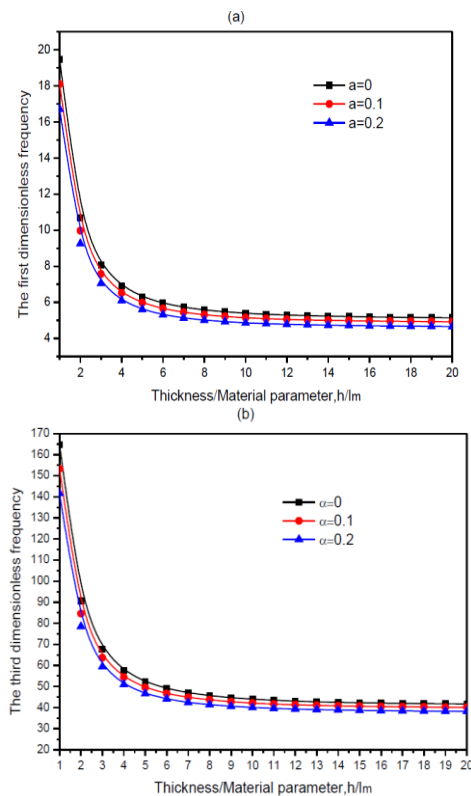 (a)
The first dimensionless frequency
20
18
16
14
12
10
8
6
4
a=0
a=0.1
a=0.2
2 4 6 8 10 12 14 16 18 20
Thickness/Material parameter,h/lm
(b)
The third dimensionless frequency
170
160
150
140
130
120
110
100
90
80
70
60
50
40
30
20
α=0
α=0.1
α=0.2
1 2 3 4 5 6 7 8 9 10 11 12 13 14 15 16 17 18 19 20
Thickness/Material parameter,h/lm